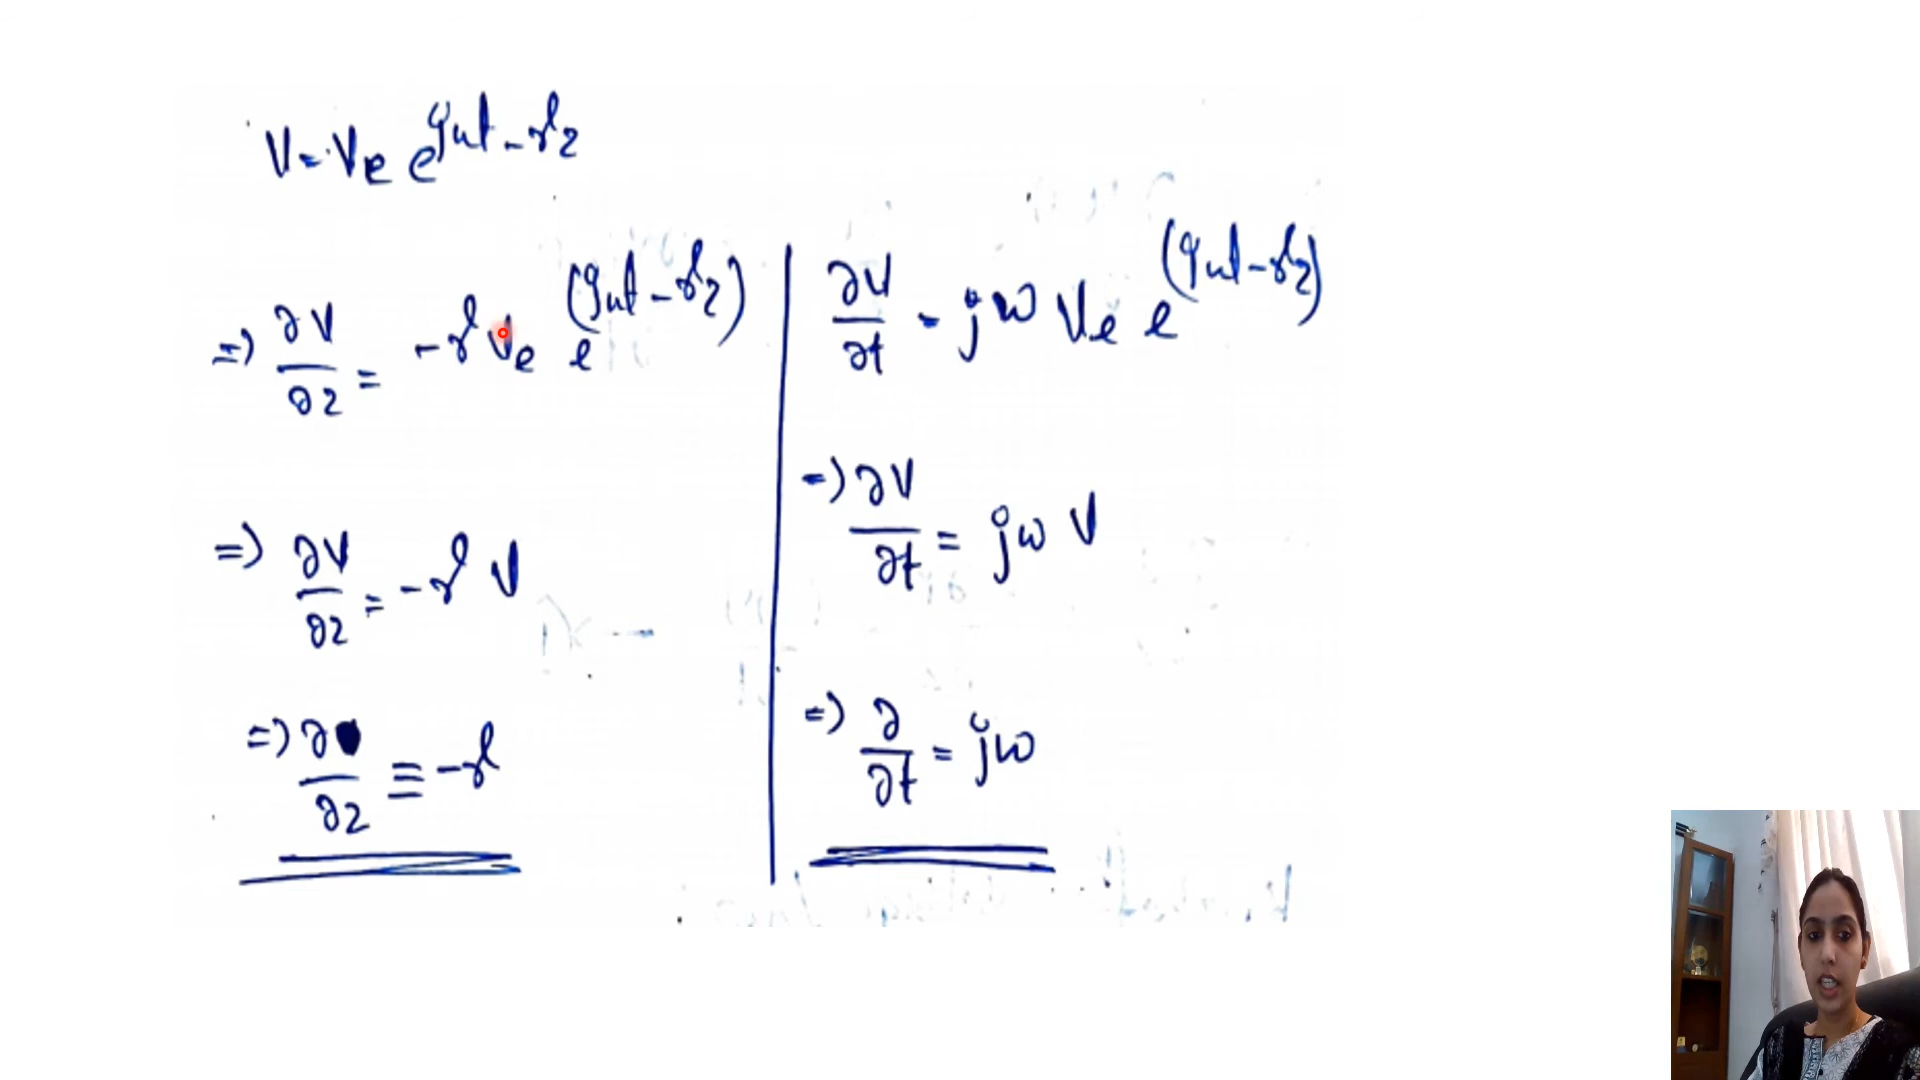 V = Ve e^jωt - γz
=> ∂V/∂z = -γ Ve e^(jωt - γz)
=> ∂V/∂z = -γ V
=> ∂/∂z ≡ -γ
∂V/∂t = jω Ve e^(jωt - γz)
=> ∂V/∂t = jω V
=> ∂/∂t = jω